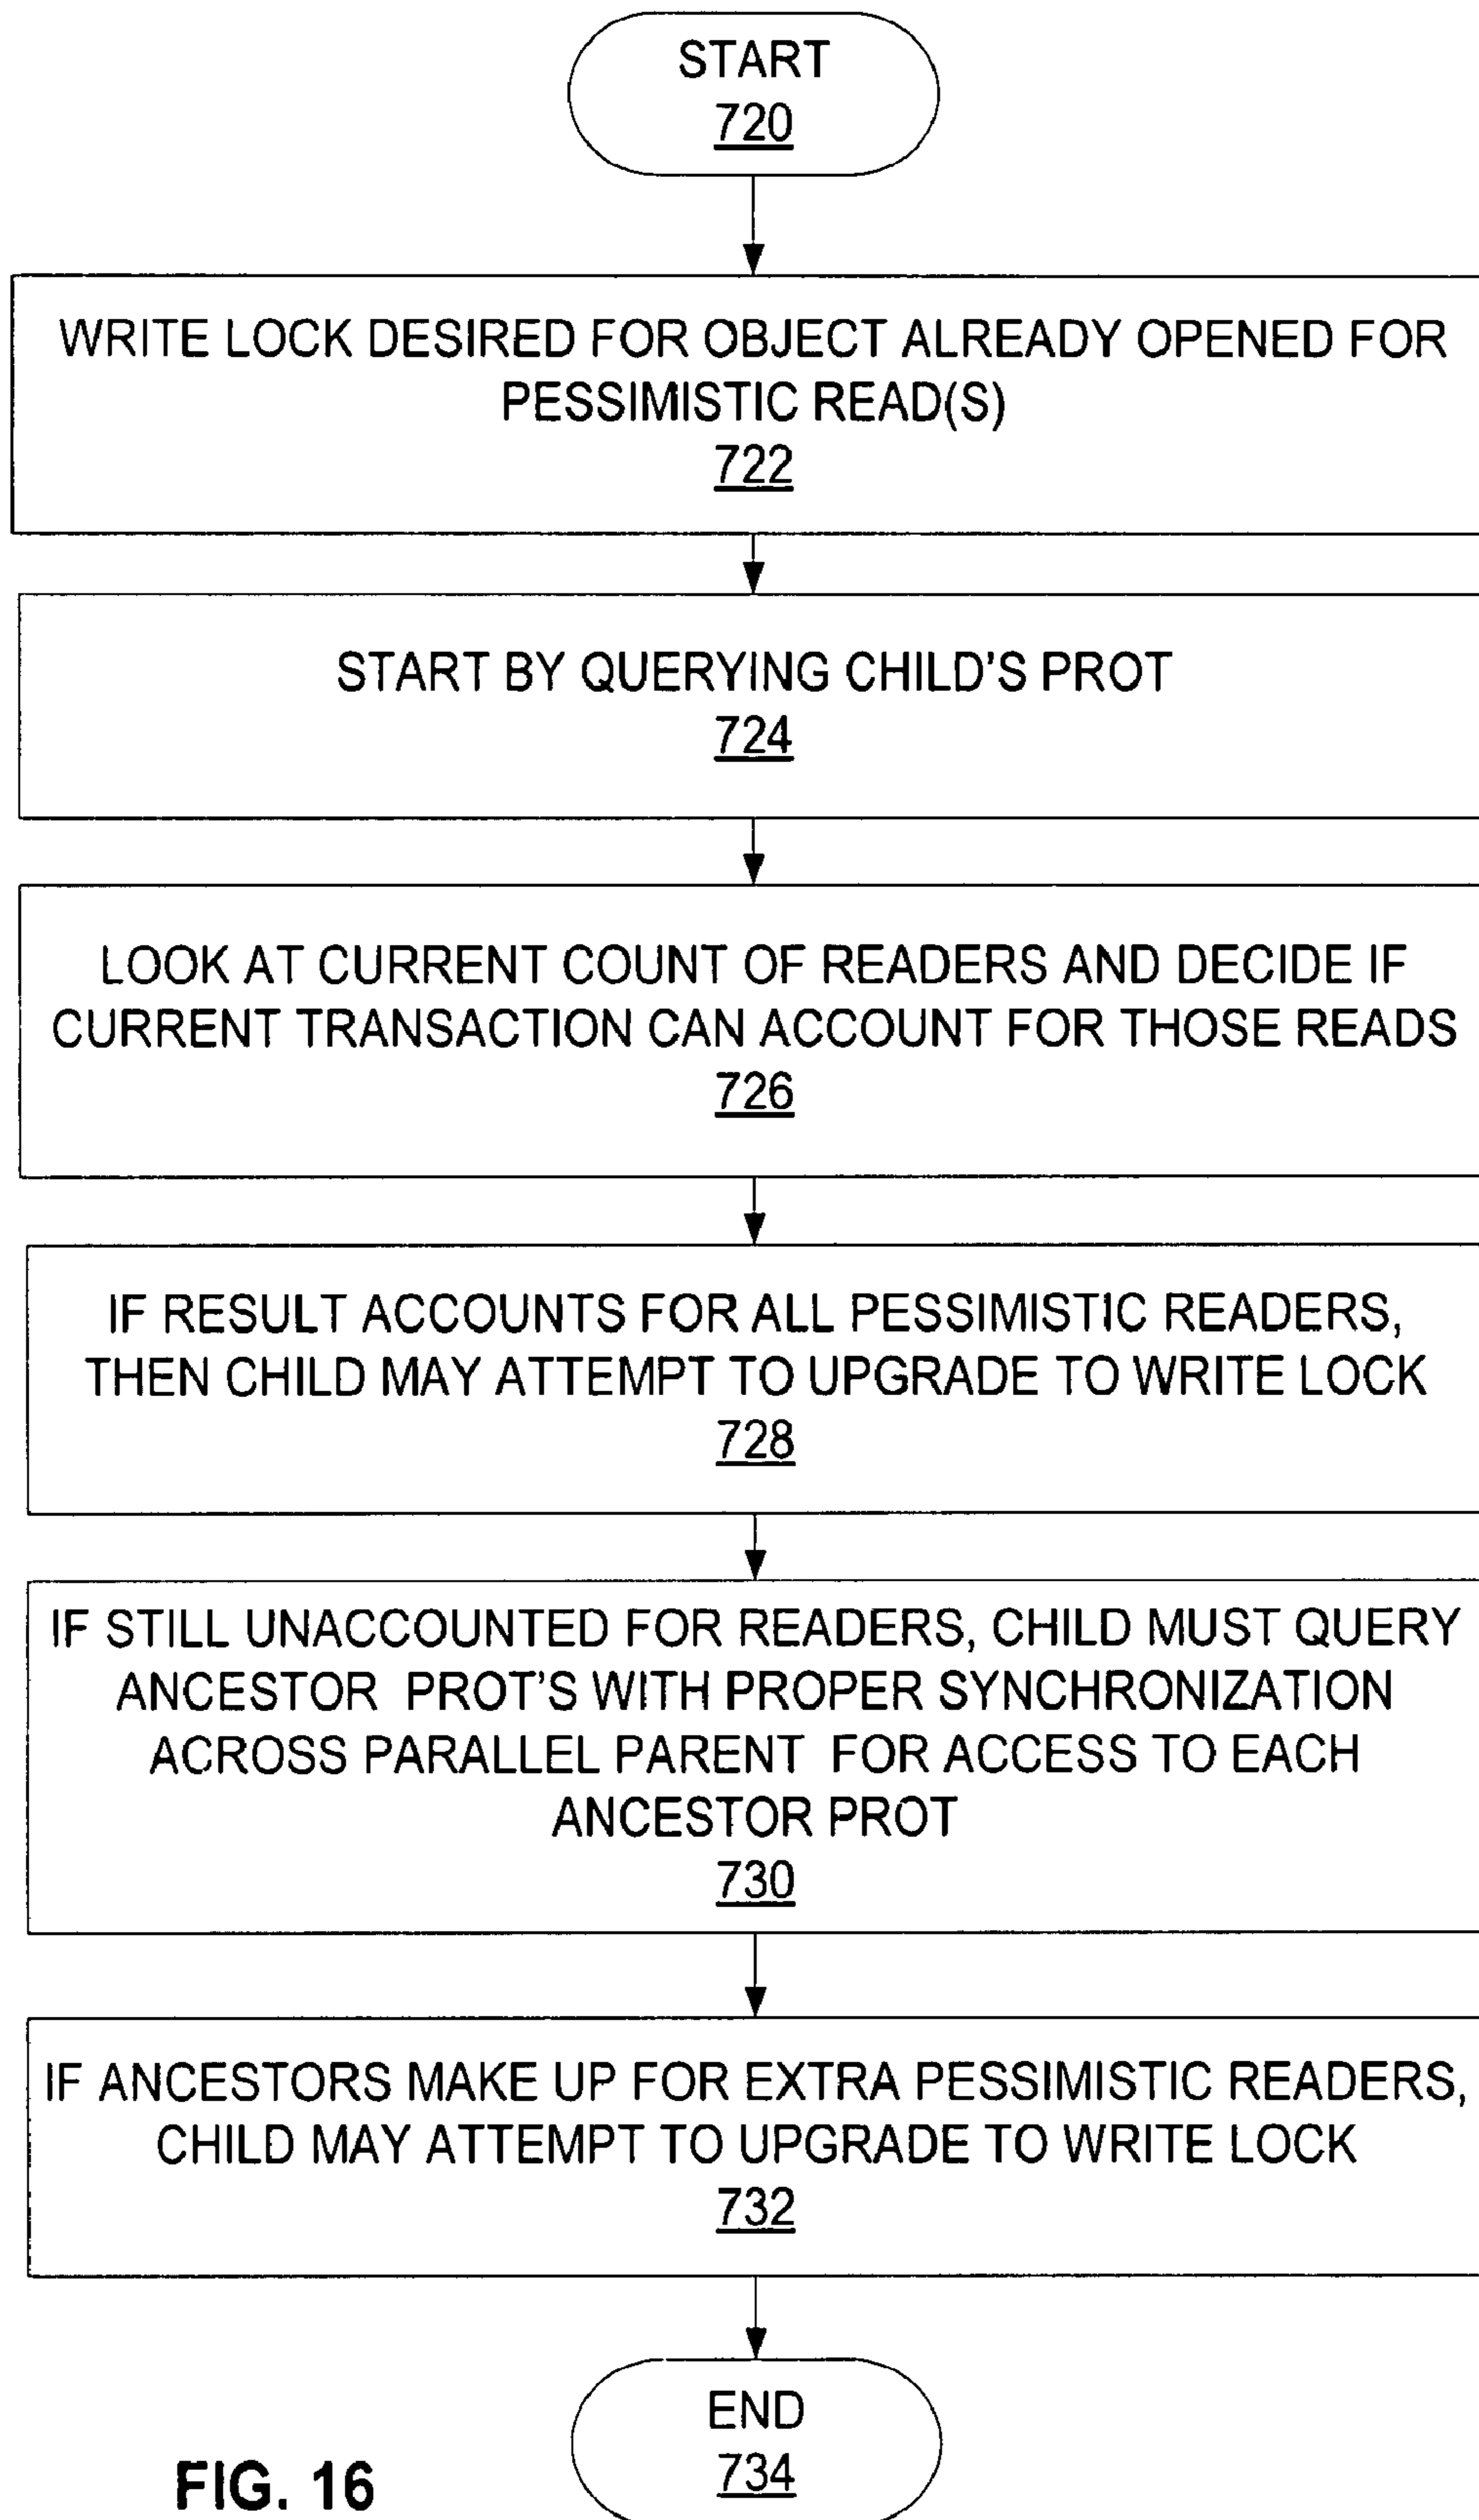 START
720
WRITE LOCK DESIRED FOR OBJECT ALREADY OPENED FOR
PESSIMISTIC READ(S)
722
START BY QUERYING CHILD'S PROT
724
LOOK AT CURRENT COUNT OF READERS AND DECIDE IF
CURRENT TRANSACTION CAN ACCOUNT FOR THOSE READS
726
IF RESULT ACCOUNTS FOR ALL PESSIMISTIC READERS,
THEN CHILD MAY ATTEMPT TO UPGRADE TO WRITE LOCK
728
IF STILL UNACCOUNTED FOR READERS, CHILD MUST QUERY
ANCESTOR PROT'S WITH PROPER SYNCHRONIZATION
ACROSS PARALLEL PARENT FOR ACCESS TO EACH
ANCESTOR PROT
730
IF ANCESTORS MAKE UP FOR EXTRA PESSIMISTIC READERS,
CHILD MAY ATTEMPT TO UPGRADE TO WRITE LOCK
732
END
734
FIG. 16